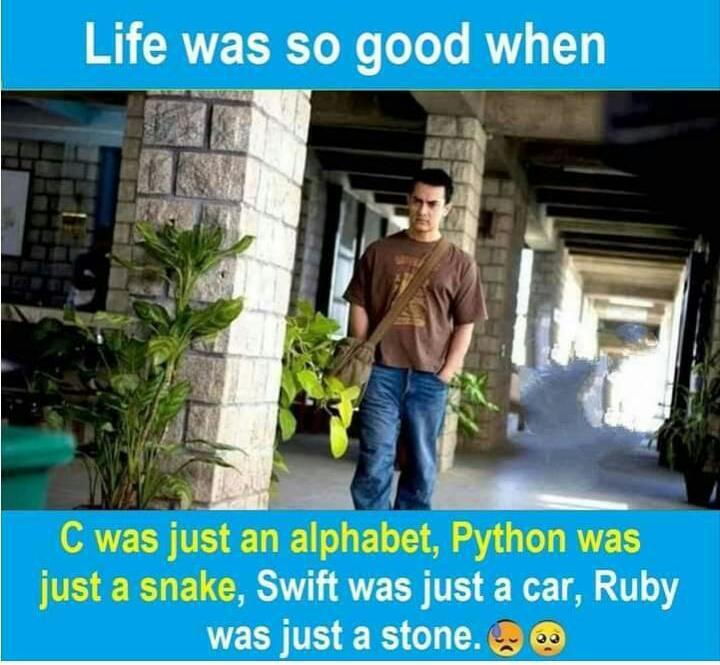 Life was so good when
C was just an alphabet, Python was
just a snake, Swift was just a car, Ruby
was just a stone.😓🥺